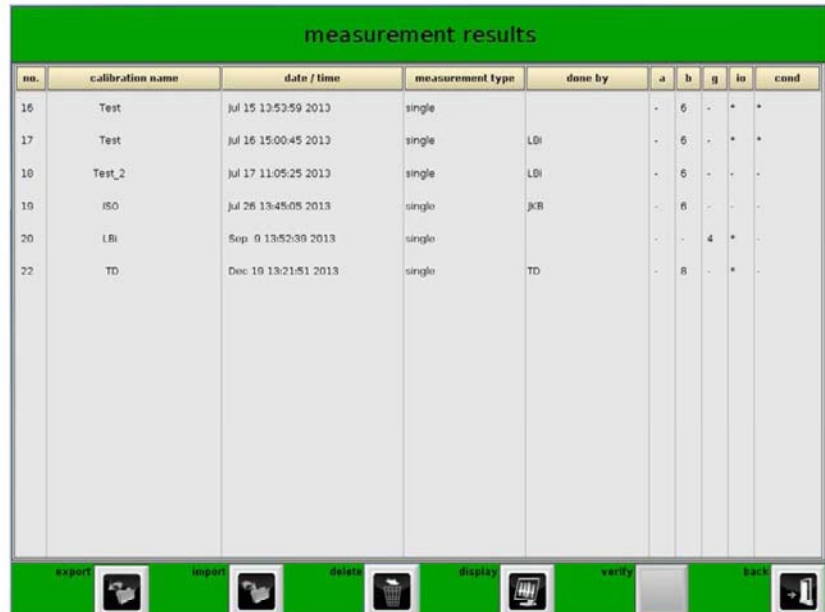 measurement results
no. calibration name date / time measurement type done by a b g io cond
16 Test Jul 15 13:53:59 2013 single - 6 - * *
17 Test Jul 16 15:00:45 2013 single LBi - 6 - * *
18 Test_2 Jul 17 11:05:25 2013 single LBi - 6 - - -
19 ISO Jul 26 13:45:05 2013 single JKB - 6 - - -
20 LBi Sep 9 13:52:39 2013 single - - 4 * -
22 TD Dec 19 13:21:51 2013 single TD - 8 - * -
export import delete display verify back